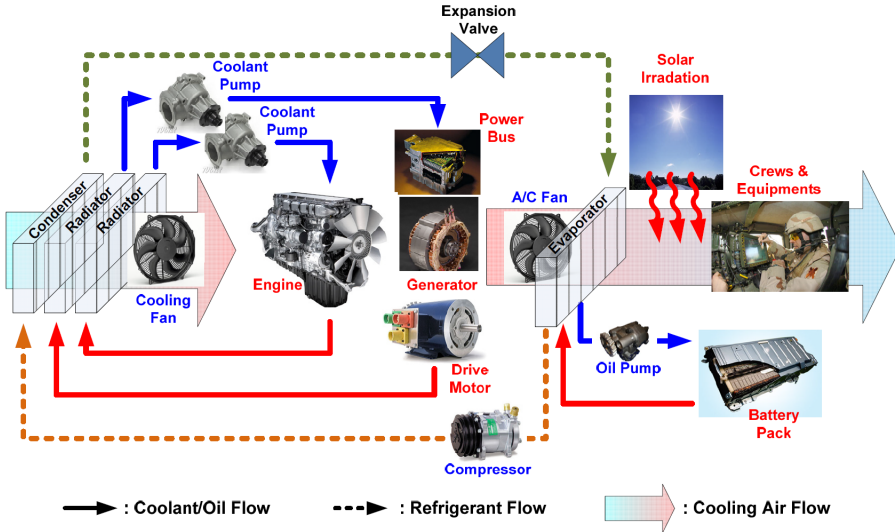 Expansion
Valve
Coolant
Pump
Coolant
Pump
Solar
Irradation
Power
Bus
Crews &
Equipments
A/C Fan
Condenser
Radiator
Radiator
Evaporator
Cooling
Fan
Engine
Generator
Oil Pump
Drive
Motor
Battery
Pack
Compressor
: Coolant/Oil Flow
: Refrigerant Flow
: Cooling Air Flow